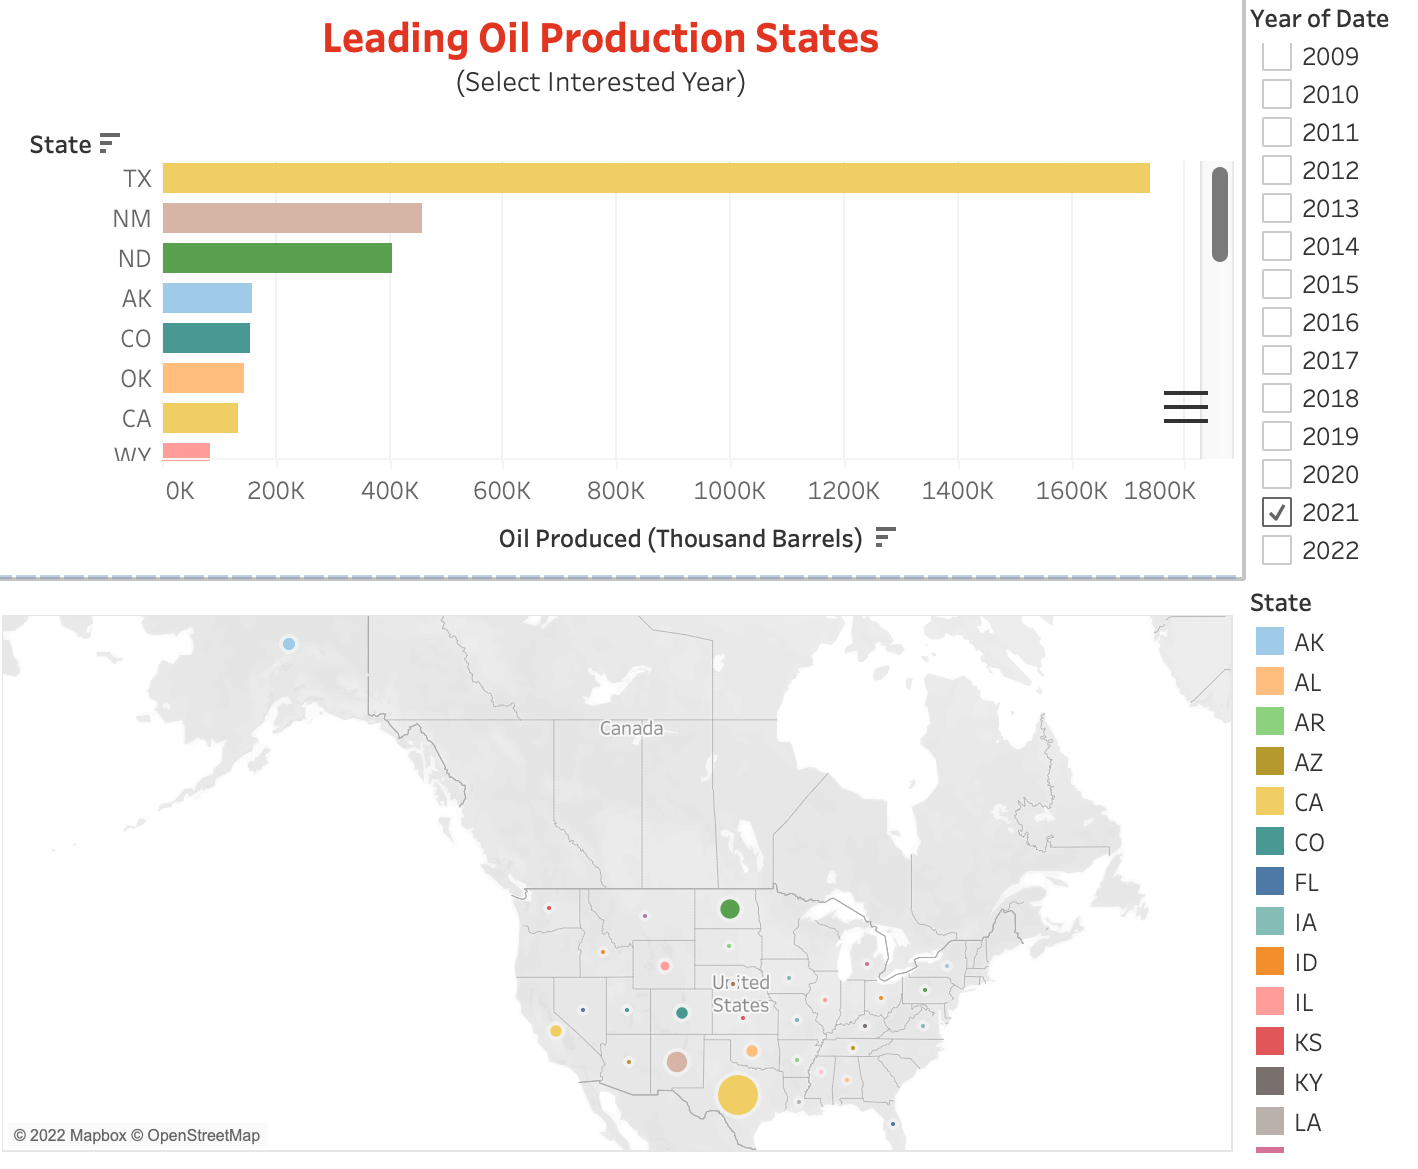 Leading Oil Production States
(Select Interested Year)
State
TX
NM
ND
AK
CO
OK
CA
WY
0K 200K 400K 600K 800K 1000K 1200K 1400K 1600K 1800K
Oil Produced (Thousand Barrels)
Year of Date
2009
2010
2011
2012
2013
2014
2015
2016
2017
2018
2019
2020
2021
2022
Canada
United
States
© 2022 Mapbox © OpenStreetMap
State
AK
AL
AR
AZ
CA
CO
FL
IA
ID
IL
KS
KY
LA